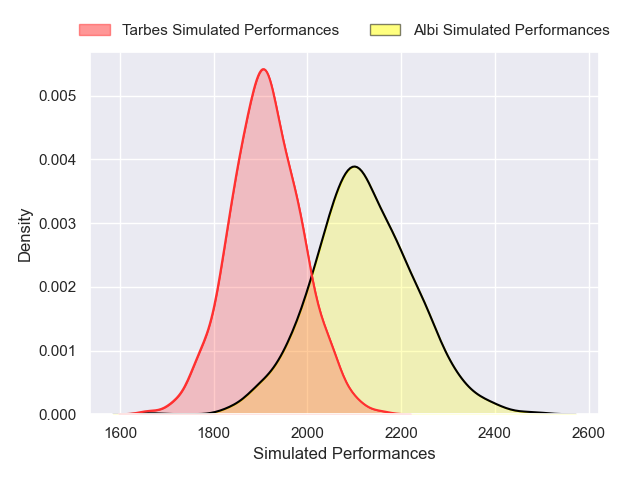 Tarbes Simulated Performances Albi Simulated Performances
0.005
0.004
0.003
0.002
0.001
0.000
Density
1600 1800 2000 2200 2400 2600
Simulated Performances